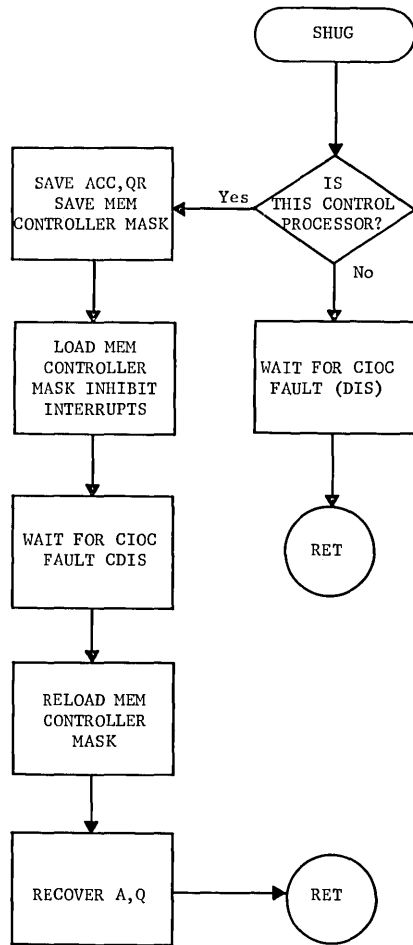 SHUG
IS
THIS CONTROL
PROCESSOR?
Yes
No
SAVE ACC,QR
SAVE MEM
CONTROLLER MASK
LOAD MEM
CONTROLLER
MASK INHIBIT
INTERRUPTS
WAIT FOR CIOC
FAULT (DIS)
WAIT FOR CIOC
FAULT CDIS
RET
RELOAD MEM
CONTROLLER
MASK
RECOVER A,Q
RET